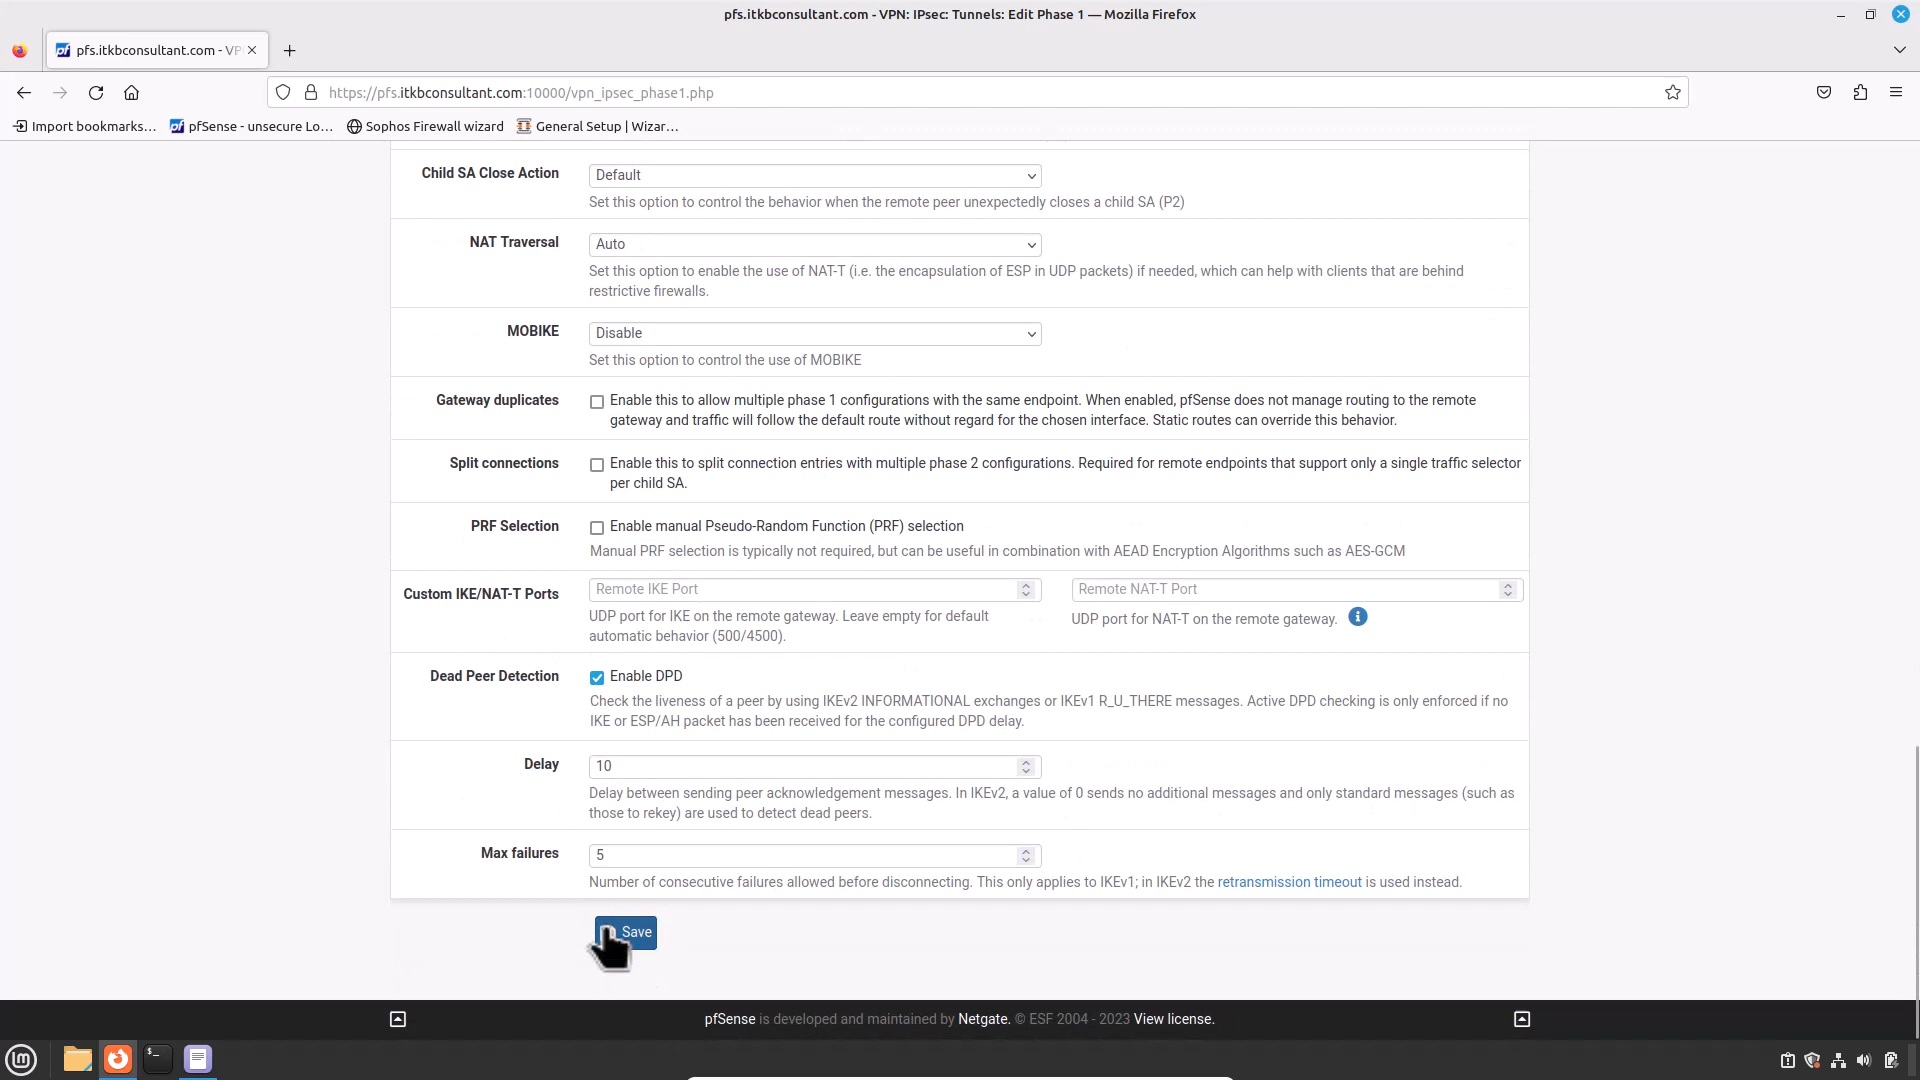 pfs.itkbconsultant.com - VPN: IPsec: Tunnels: Edit Phase 1 — Mozilla Firefox
pfs.itkbconsultant.com - VP
https://pfs.itkbconsultant.com:10000/vpn_ipsec_phase1.php
Import bookmarks...
pfSense - unsecure Lo...
Sophos Firewall wizard
General Setup | Wizar...
Child SA Close Action
Default
Set this option to control the behavior when the remote peer unexpectedly closes a child SA (P2)
NAT Traversal
Auto
Set this option to enable the use of NAT-T (i.e. the encapsulation of ESP in UDP packets) if needed, which can help with clients that are behind
restrictive firewalls.
MOBIKE
Disable
Set this option to control the use of MOBIKE
Gateway duplicates
Enable this to allow multiple phase 1 configurations with the same endpoint. When enabled, pfSense does not manage routing to the remote
gateway and traffic will follow the default route without regard for the chosen interface. Static routes can override this behavior.
Split connections
Enable this to split connection entries with multiple phase 2 configurations. Required for remote endpoints that support only a single traffic selector
per child SA.
PRF Selection
Enable manual Pseudo-Random Function (PRF) selection
Manual PRF selection is typically not required, but can be useful in combination with AEAD Encryption Algorithms such as AES-GCM
Custom IKE/NAT-T Ports
Remote IKE Port
Remote NAT-T Port
UDP port for IKE on the remote gateway. Leave empty for default
automatic behavior (500/4500).
UDP port for NAT-T on the remote gateway.
Dead Peer Detection
Enable DPD
Check the liveness of a peer by using IKEv2 INFORMATIONAL exchanges or IKEv1 R_U_THERE messages. Active DPD checking is only enforced if no
IKE or ESP/AH packet has been received for the configured DPD delay.
Delay
10
Delay between sending peer acknowledgement messages. In IKEv2, a value of 0 sends no additional messages and only standard messages (such as
those to rekey) are used to detect dead peers.
Max failures
5
Number of consecutive failures allowed before disconnecting. This only applies to IKEv1; in IKEv2 the retransmission timeout is used instead.
Save
pfSense is developed and maintained by Netgate. © ESF 2004 - 2023 View license.